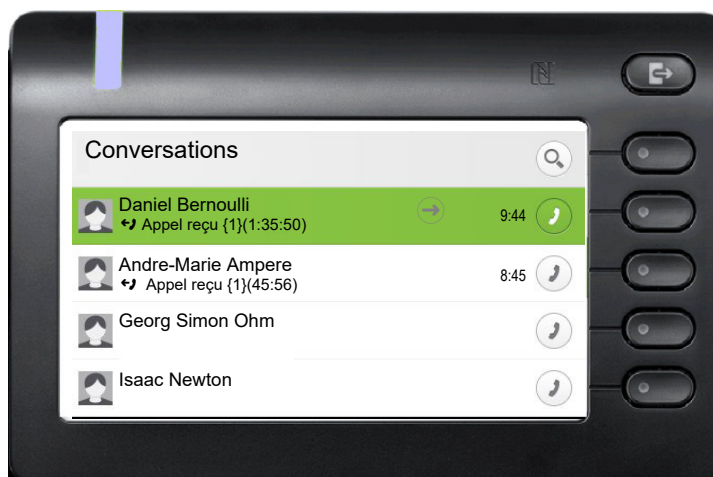 Conversations
Daniel Bernoulli 9:44
Appel reçu {1}(1:35:50)
Andre-Marie Ampere 8:45
Appel reçu {1}(45:56)
Georg Simon Ohm
Isaac Newton